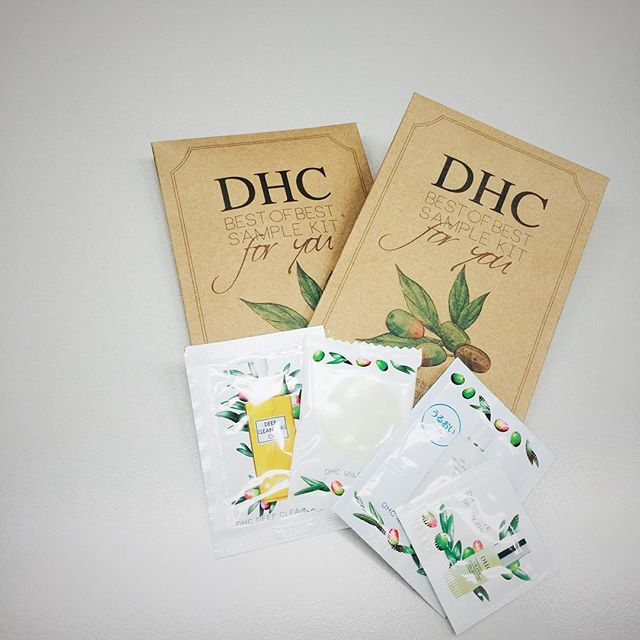 DHC
BEST OF BEST
SAMPLE KIT
for you
DHC
BEST OF BEST
SAMPLE KIT
for you
DEEP
CLEANSING
DHC DEEP CLEA
DHC MIL
うるおい
DHC
DHC